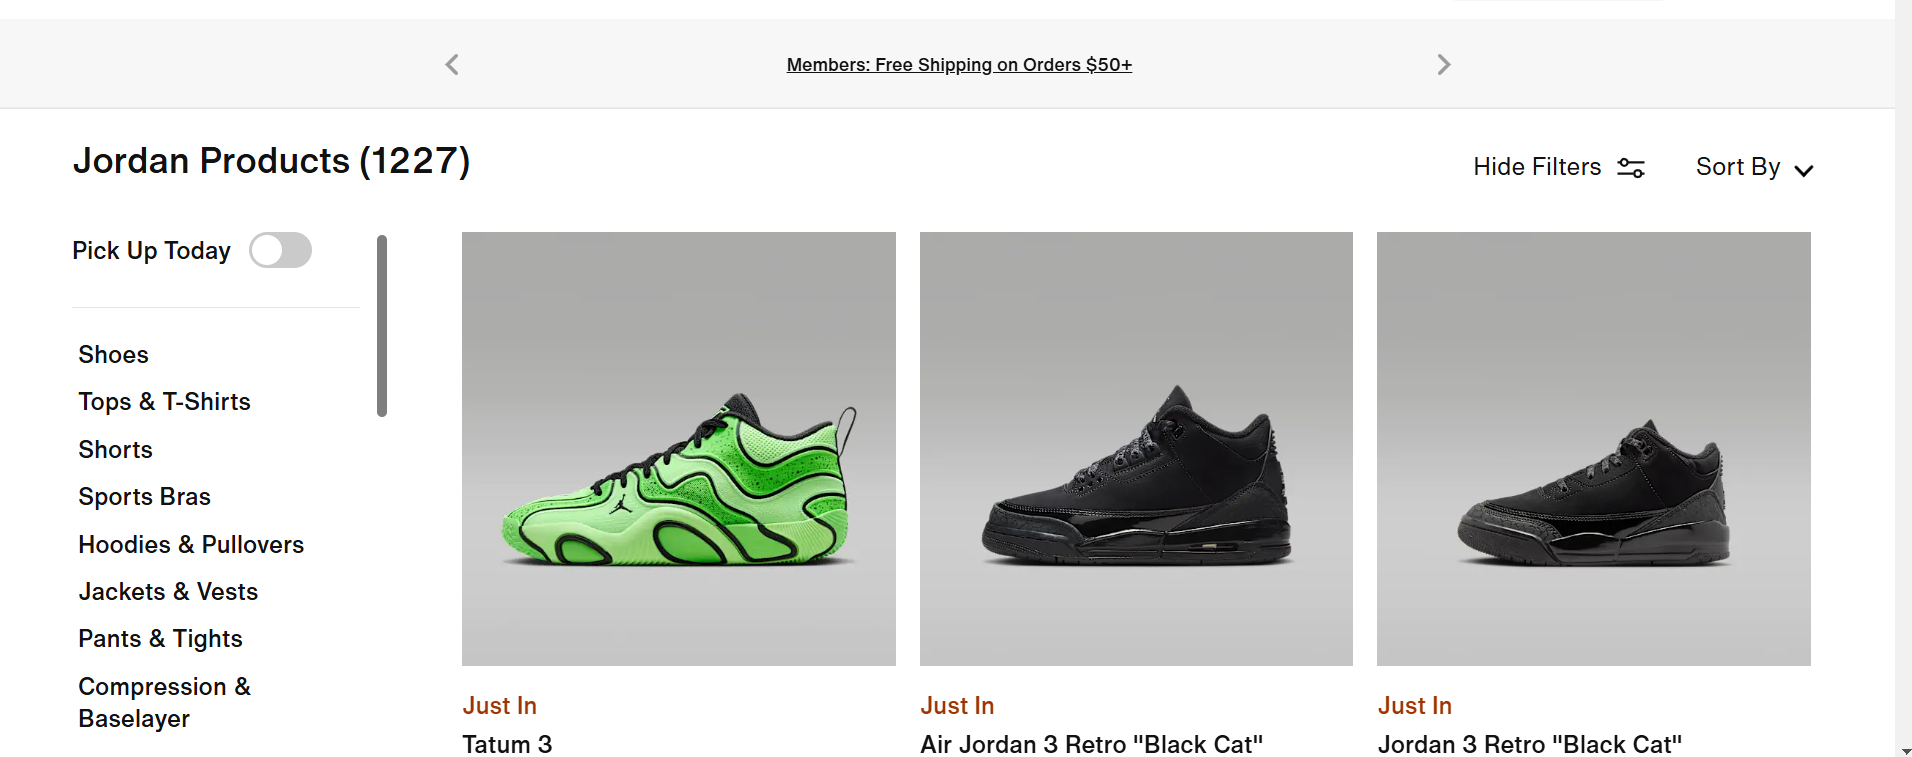 Members: Free Shipping on Orders $50+
Jordan Products (1227)
Hide Filters
Sort By
Pick Up Today
Shoes
Tops & T-Shirts
Shorts
Sports Bras
Hoodies & Pullovers
Jackets & Vests
Pants & Tights
Compression &
Baselayer
Just In
Tatum 3
Just In
Air Jordan 3 Retro "Black Cat"
Just In
Jordan 3 Retro "Black Cat"